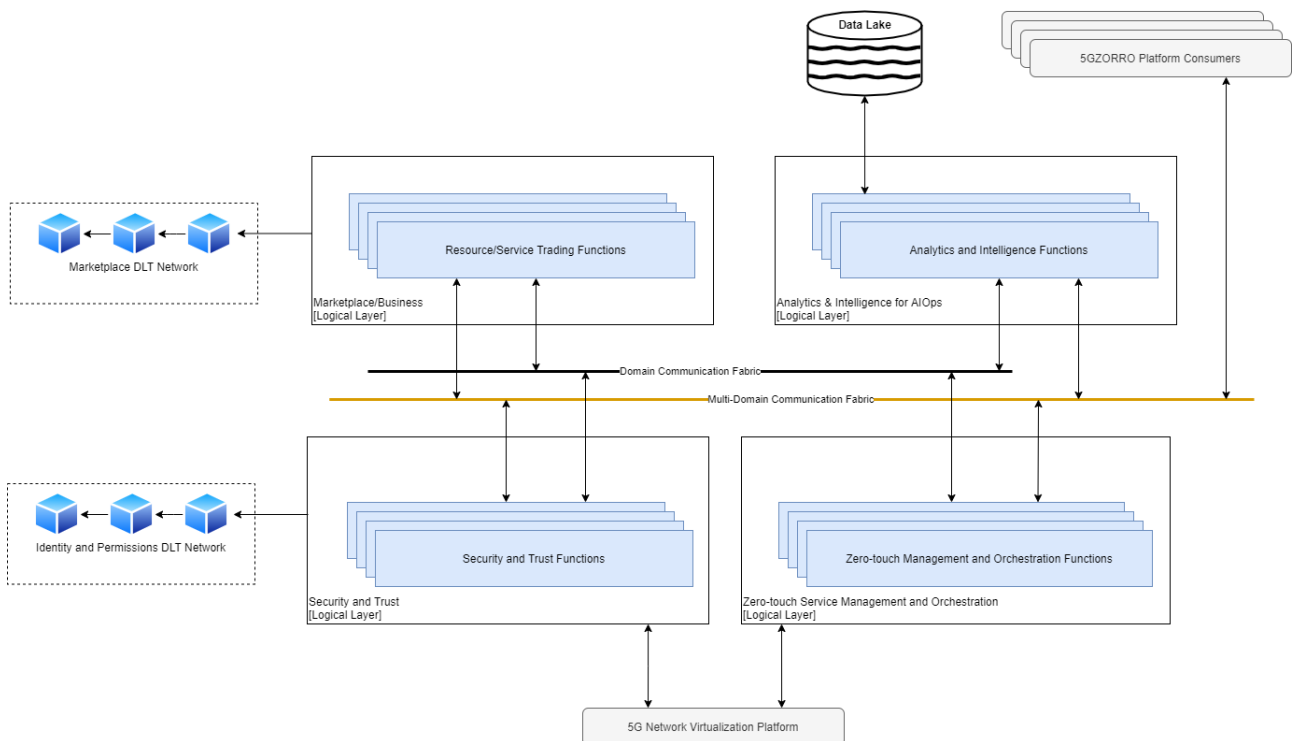 Data Lake
5GZORRO Platform Consumers
Resource/Service Trading Functions
Analytics and Intelligence Functions
Marketplace DLT Network
Marketplace/Business
[Logical Layer]
Analytics & Intelligence for AIOps
[Logical Layer]
Domain Communication Fabric
Multi-Domain Communication Fabric
Identity and Permissions DLT Network
Security and Trust Functions
Zero-touch Management and Orchestration Functions
Security and Trust
[Logical Layer]
Zero-touch Service Management and Orchestration
[Logical Layer]
5G Network Virtualization Platform